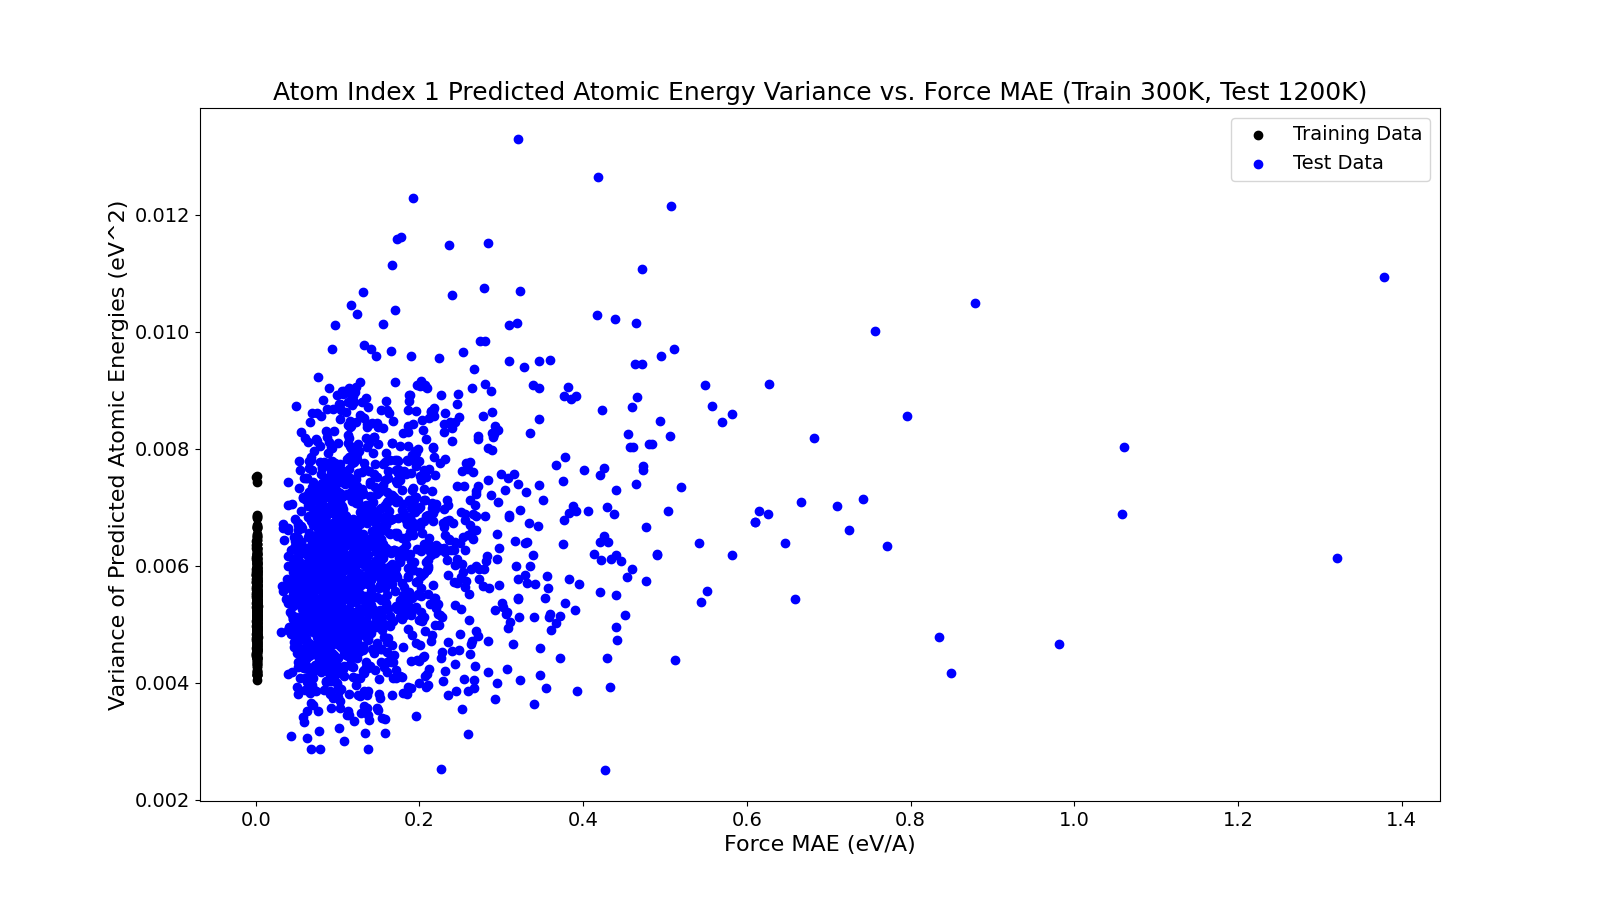 Atom Index 1 Predicted Atomic Energy Variance vs. Force MAE (Train 300K, Test 1200K)
Training Data
Test Data
Variance of Predicted Atomic Energies (eV^2)
0.012
0.010
0.008
0.006
0.004
0.002
0.0 0.2 0.4 0.6 0.8 1.0 1.2 1.4
Force MAE (eV/A)